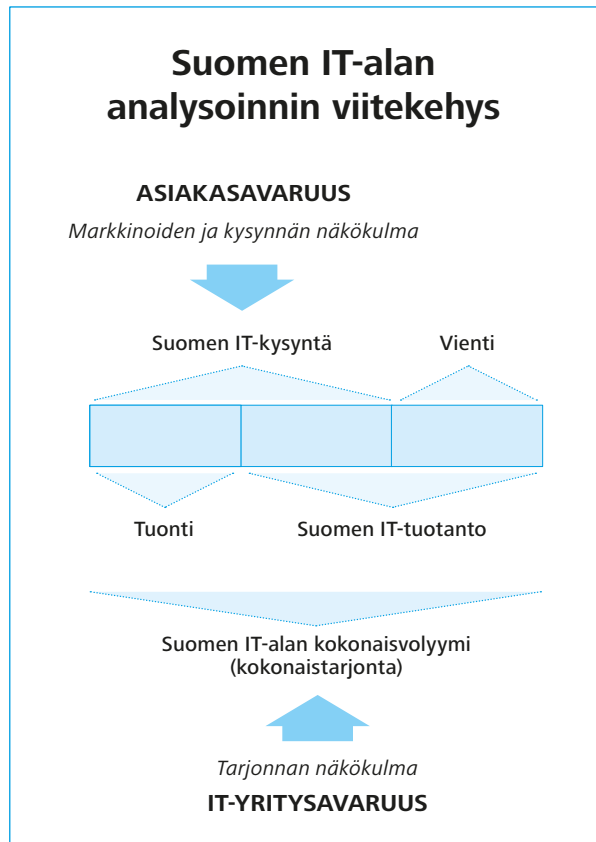 Suomen IT-alan
analysoinnin viitekehys
ASIAKASAVARUUS
Markkinoiden ja kysynnän näkökulma
Suomen IT-kysyntä
Vienti
Tuonti
Suomen IT-tuotanto
Suomen IT-alan kokonaisvolyymi
(kokonaistarjonta)
Tarjonnan näkökulma
IT-YRITYSAVARUUS